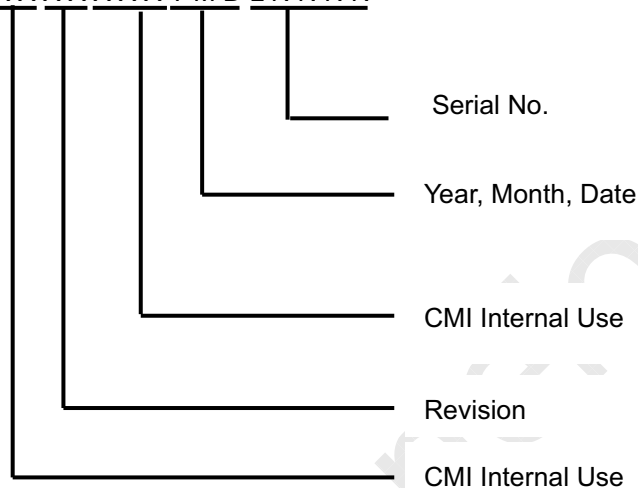 Serial No.
Year, Month, Date
CMI Internal Use
Revision
CMI Internal Use